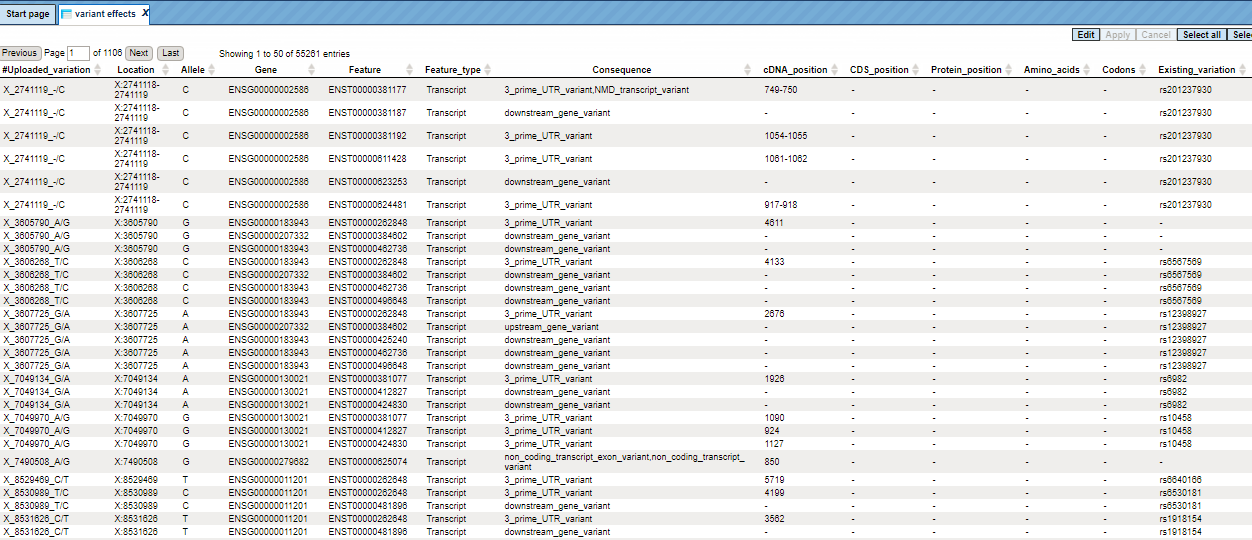 Start page variant effects X
Edit Apply Cancel Select all Sele
Previous Page 1 of 1106 Next Last Showing 1 to 50 of 55261 entries
#Uploaded_variation Location Allele Gene Feature Feature_type Consequence cDNA_position CDS_position Protein_position Amino_acids Codons Existing_variation
X_2741119_-/C X:2741118-2741119 C ENSG00000002586 ENST00000381177 Transcript 3_prime_UTR_variant,NMD_transcript_variant 749-750 - - - - rs201237930
X_2741119_-/C X:2741118-2741119 C ENSG00000002586 ENST00000381187 Transcript downstream_gene_variant - - - - - rs201237930
X_2741119_-/C X:2741118-2741119 C ENSG00000002586 ENST00000381192 Transcript 3_prime_UTR_variant 1054-1055 - - - - rs201237930
X_2741119_-/C X:2741118-2741119 C ENSG00000002586 ENST00000611428 Transcript 3_prime_UTR_variant 1061-1062 - - - - rs201237930
X_2741119_-/C X:2741118-2741119 C ENSG00000002586 ENST00000623253 Transcript downstream_gene_variant - - - - - rs201237930
X_2741119_-/C X:2741118-2741119 C ENSG00000002586 ENST00000624481 Transcript 3_prime_UTR_variant 917-918 - - - - rs201237930
X_3605790_A/G X:3605790 G ENSG00000183943 ENST00000262848 Transcript 3_prime_UTR_variant 4611 - - - - -
X_3605790_A/G X:3605790 G ENSG00000207332 ENST00000384602 Transcript downstream_gene_variant - - - - - -
X_3605790_A/G X:3605790 G ENSG00000183943 ENST00000462736 Transcript downstream_gene_variant - - - - - -
X_3606268_T/C X:3606268 C ENSG00000183943 ENST00000262848 Transcript 3_prime_UTR_variant 4133 - - - - rs6567569
X_3606268_T/C X:3606268 C ENSG00000207332 ENST00000384602 Transcript downstream_gene_variant - - - - - rs6567569
X_3606268_T/C X:3606268 C ENSG00000183943 ENST00000462736 Transcript downstream_gene_variant - - - - - rs6567569
X_3606268_T/C X:3606268 C ENSG00000183943 ENST00000496648 Transcript downstream_gene_variant - - - - - rs6567569
X_3607725_G/A X:3607725 A ENSG00000183943 ENST00000262848 Transcript 3_prime_UTR_variant 2676 - - - - rs12398927
X_3607725_G/A X:3607725 A ENSG00000207332 ENST00000384602 Transcript upstream_gene_variant - - - - - rs12398927
X_3607725_G/A X:3607725 A ENSG00000183943 ENST00000425240 Transcript downstream_gene_variant - - - - - rs12398927
X_3607725_G/A X:3607725 A ENSG00000183943 ENST00000462736 Transcript downstream_gene_variant - - - - - rs12398927
X_3607725_G/A X:3607725 A ENSG00000183943 ENST00000496648 Transcript downstream_gene_variant - - - - - rs12398927
X_7049134_G/A X:7049134 A ENSG00000130021 ENST00000381077 Transcript 3_prime_UTR_variant 1926 - - - - rs6982
X_7049134_G/A X:7049134 A ENSG00000130021 ENST00000412827 Transcript downstream_gene_variant - - - - - rs6982
X_7049134_G/A X:7049134 A ENSG00000130021 ENST00000424830 Transcript downstream_gene_variant - - - - - rs6982
X_7049970_A/G X:7049970 G ENSG00000130021 ENST00000381077 Transcript 3_prime_UTR_variant 1090 - - - - rs10458
X_7049970_A/G X:7049970 G ENSG00000130021 ENST00000412827 Transcript 3_prime_UTR_variant 924 - - - - rs10458
X_7049970_A/G X:7049970 G ENSG00000130021 ENST00000424830 Transcript 3_prime_UTR_variant 1127 - - - - rs10458
X_7490508_A/G X:7490508 G ENSG00000279682 ENST00000625074 Transcript non_coding_transcript_exon_variant,non_coding_transcript_variant 850 - - - - -
X_8529469_C/T X:8529469 T ENSG00000011201 ENST00000262648 Transcript 3_prime_UTR_variant 5719 - - - - rs6640166
X_8530989_T/C X:8530989 C ENSG00000011201 ENST00000262648 Transcript 3_prime_UTR_variant 4199 - - - - rs6530181
X_8530989_T/C X:8530989 C ENSG00000011201 ENST00000481896 Transcript downstream_gene_variant - - - - - rs6530181
X_8531626_C/T X:8531626 T ENSG00000011201 ENST00000262648 Transcript 3_prime_UTR_variant 3562 - - - - rs1918154
X_8531626_C/T X:8531626 T ENSG00000011201 ENST00000481896 Transcript downstream_gene_variant - - - - - rs1918154